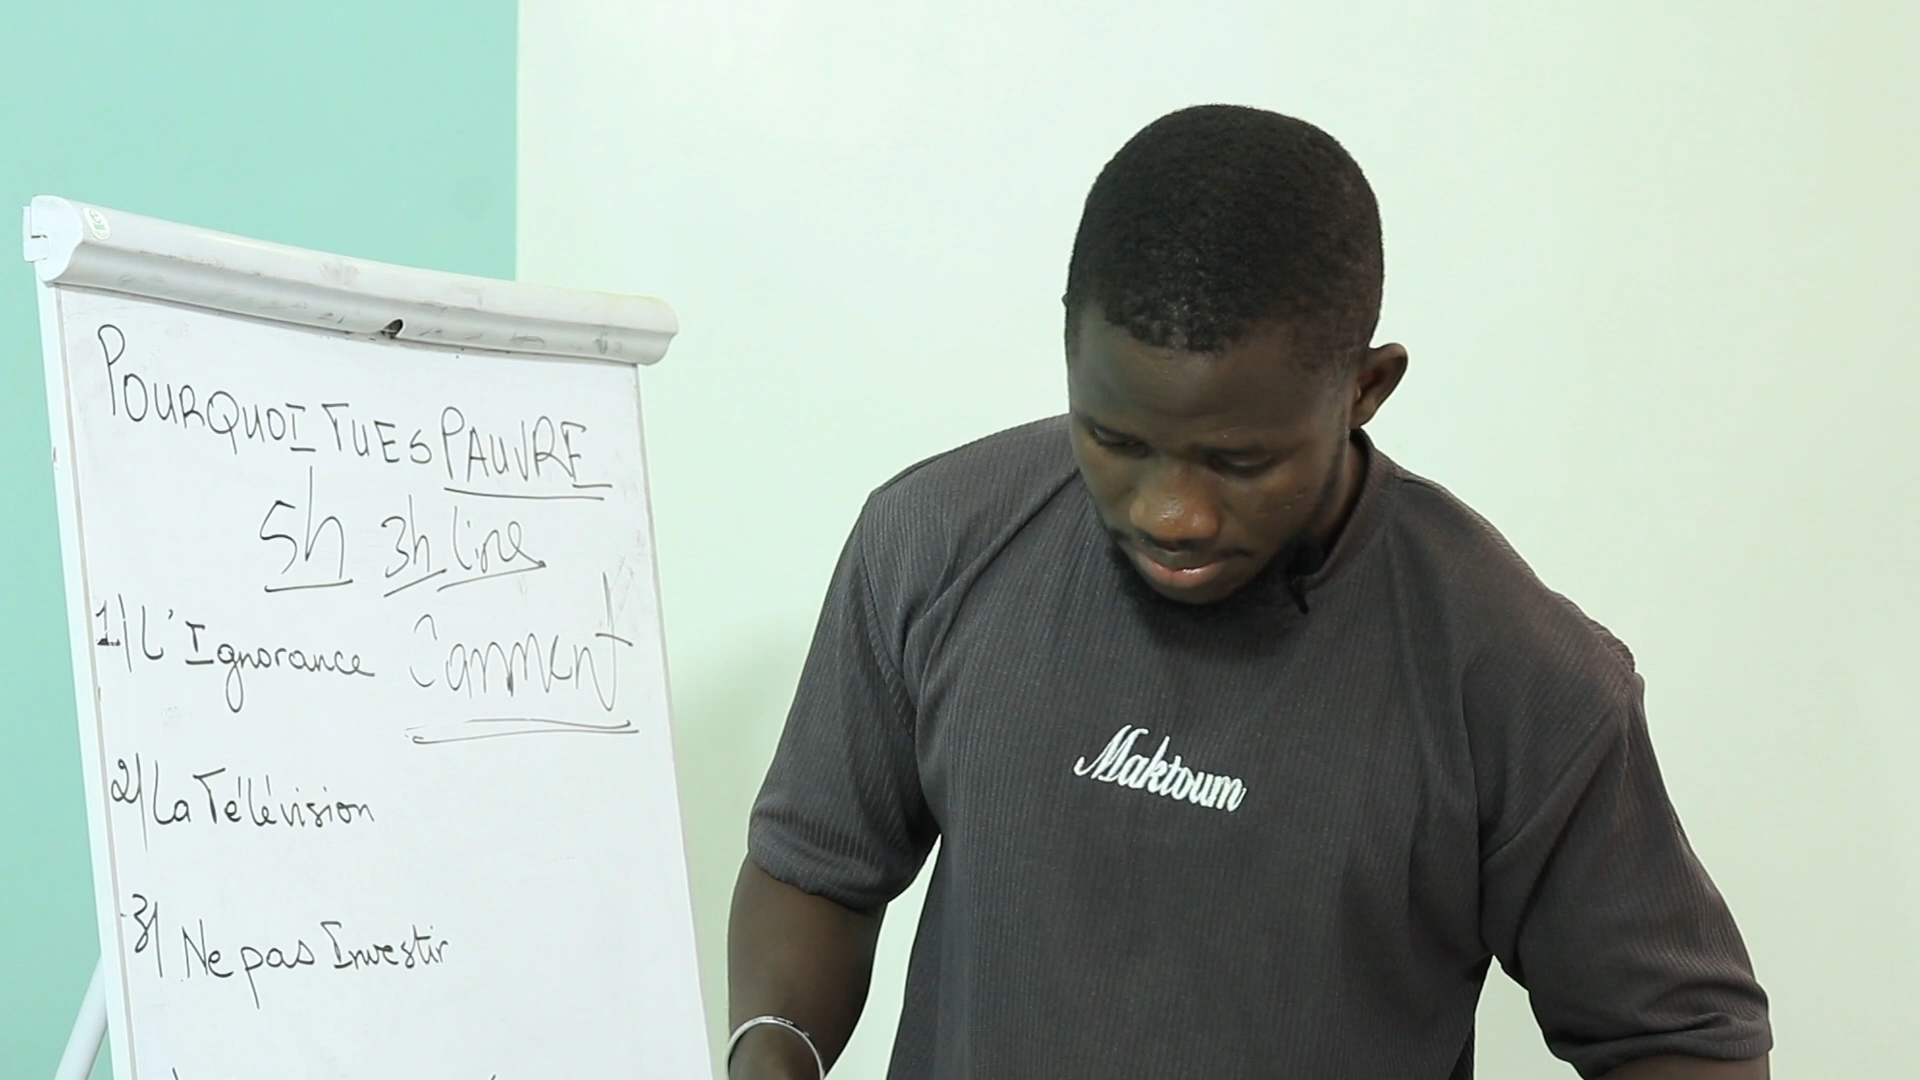 POURQUOI TU ES PAUVRE
5h 3h lire
1) L'Ignorance Comment
2) La Télévision
3) Ne pas Investir
Maktoum